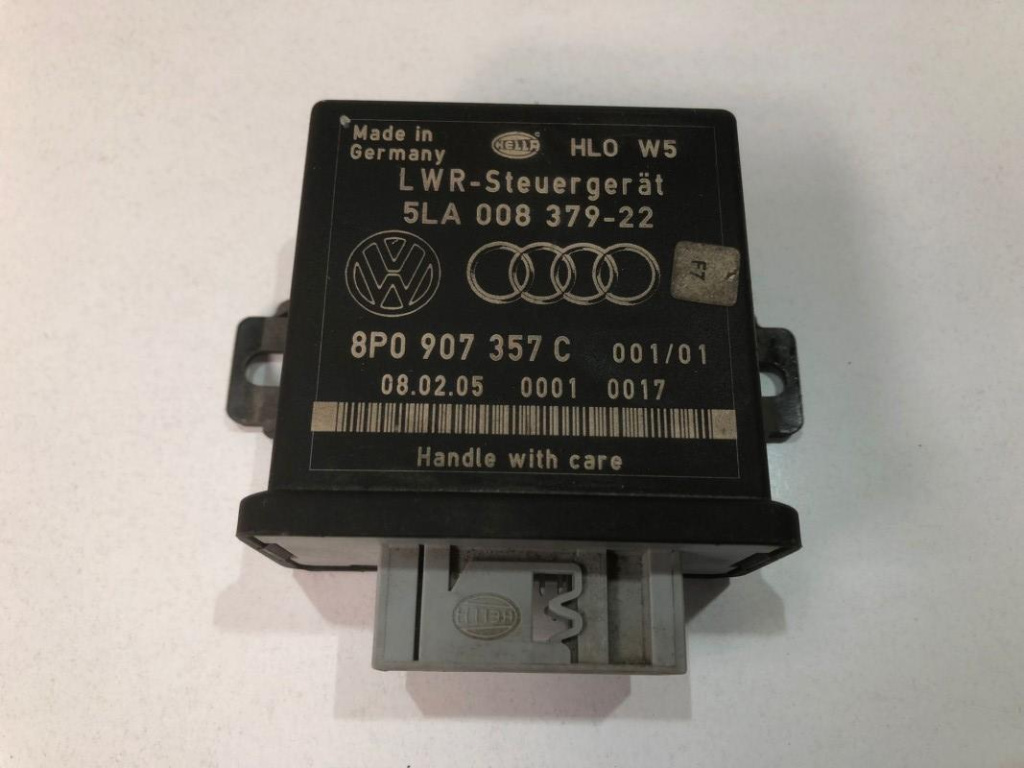 Made in
Germany
HELLA
®
HLO W5
LWR-Steuergerät
5LA 008 379-22
VW
F7
8P0 907 357 C 001/01
08.02.05 0001 0017
Handle with care
HELLA